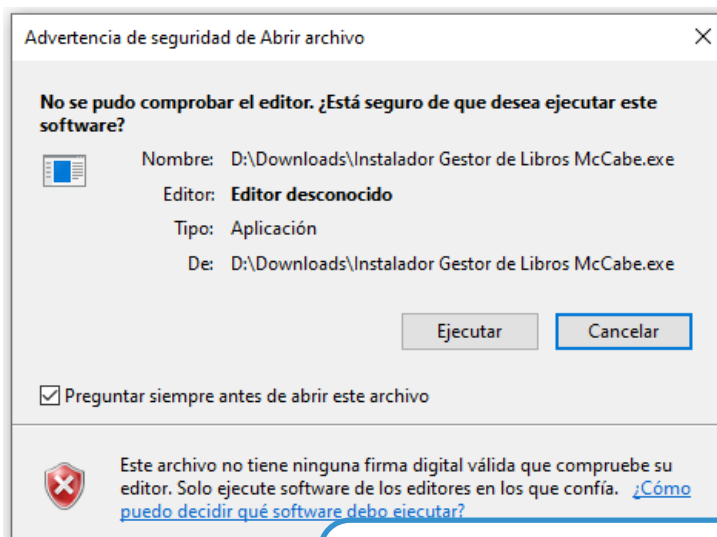 Advertencia de seguridad de Abrir archivo
No se pudo comprobar el editor. ¿Está seguro de que desea ejecutar este
software?
Nombre: D:\Downloads\Instalador Gestor de Libros McCabe.exe
Editor: Editor desconocido
Tipo: Aplicación
De: D:\Downloads\Instalador Gestor de Libros McCabe.exe
Ejecutar Cancelar
Preguntar siempre antes de abrir este archivo
Este archivo no tiene ninguna firma digital válida que compruebe su
editor. Solo ejecute software de los editores en los que confía. ¿Cómo
puedo decidir qué software debo ejecutar?